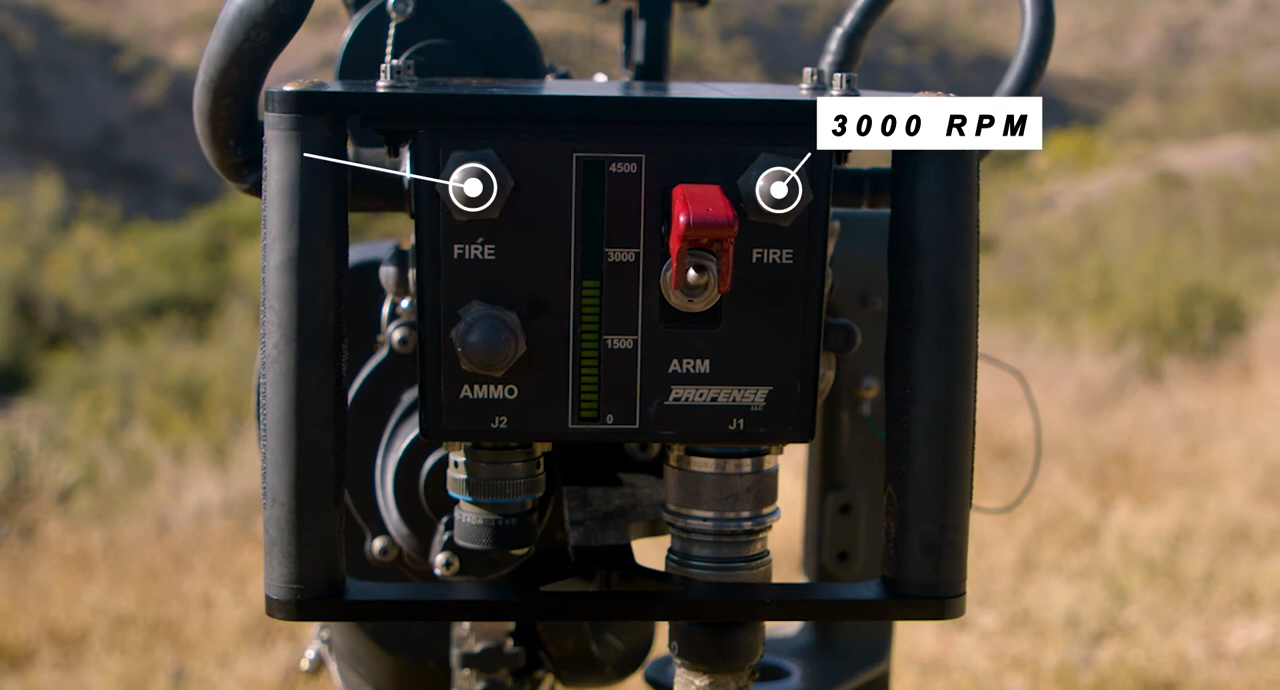 3000 RPM
4500
FIRE
3000
FIRE
1500
ARM
AMMO
PROFENSE
LLC
J2
0
J1